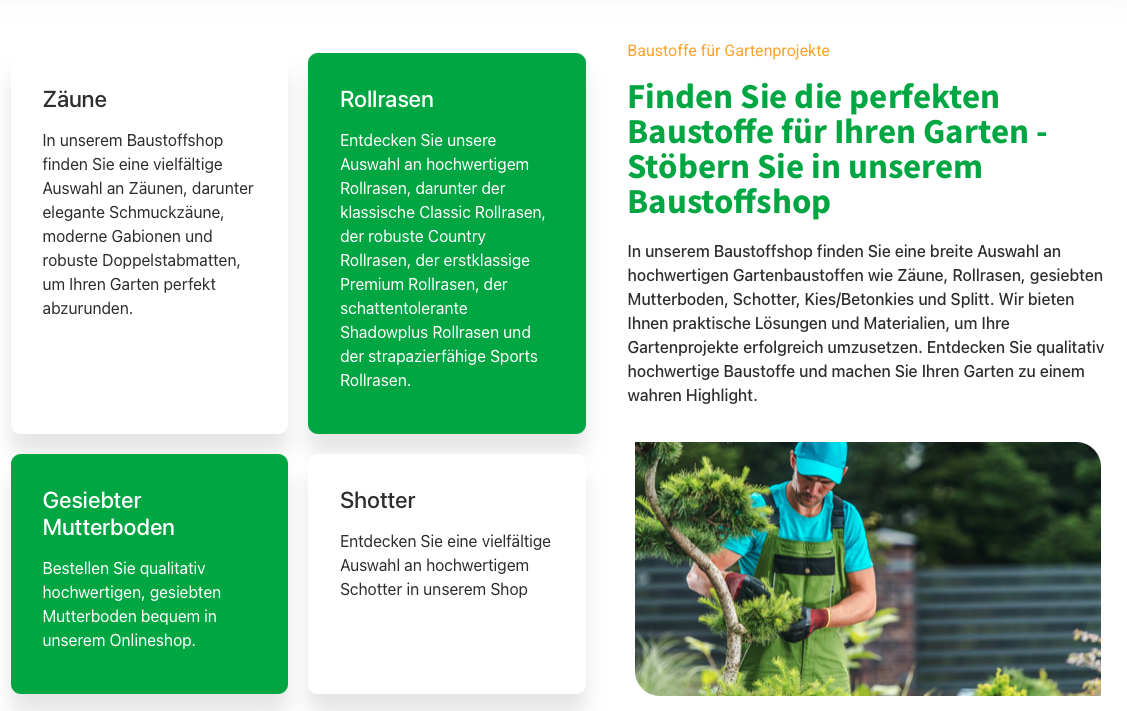 Zäune
In unserem Baustoffshop
finden Sie eine vielfältige
Auswahl an Zäunen, darunter
elegante Schmuckzäune,
moderne Gabionen und
robuste Doppelstabmatten,
um Ihren Garten perfekt
abzurunden.
Rollrasen
Entdecken Sie unsere
Auswahl an hochwertigem
Rollrasen, darunter der
klassische Classic Rollrasen,
der robuste Country
Rollrasen, der erstklassige
Premium Rollrasen, der
schattentolerante
Shadowplus Rollrasen und
der strapazierfähige Sports
Rollrasen.
Gesiebter
Mutterboden
Bestellen Sie qualitativ
hochwertigen, gesiebten
Mutterboden bequem in
unserem Onlineshop.
Shotter
Entdecken Sie eine vielfältige
Auswahl an hochwertigem
Schotter in unserem Shop
Baustoffe für Gartenprojekte
Finden Sie die perfekten
Baustoffe für Ihren Garten -
Stöbern Sie in unserem
Baustoffshop
In unserem Baustoffshop finden Sie eine breite Auswahl an
hochwertigen Gartenbaustoffen wie Zäune, Rollrasen, gesiebten
Mutterboden, Schotter, Kies/Betonkies und Splitt. Wir bieten
Ihnen praktische Lösungen und Materialien, um Ihre
Gartenprojekte erfolgreich umzusetzen. Entdecken Sie qualitativ
hochwertige Baustoffe und machen Sie Ihren Garten zu einem
wahren Highlight.